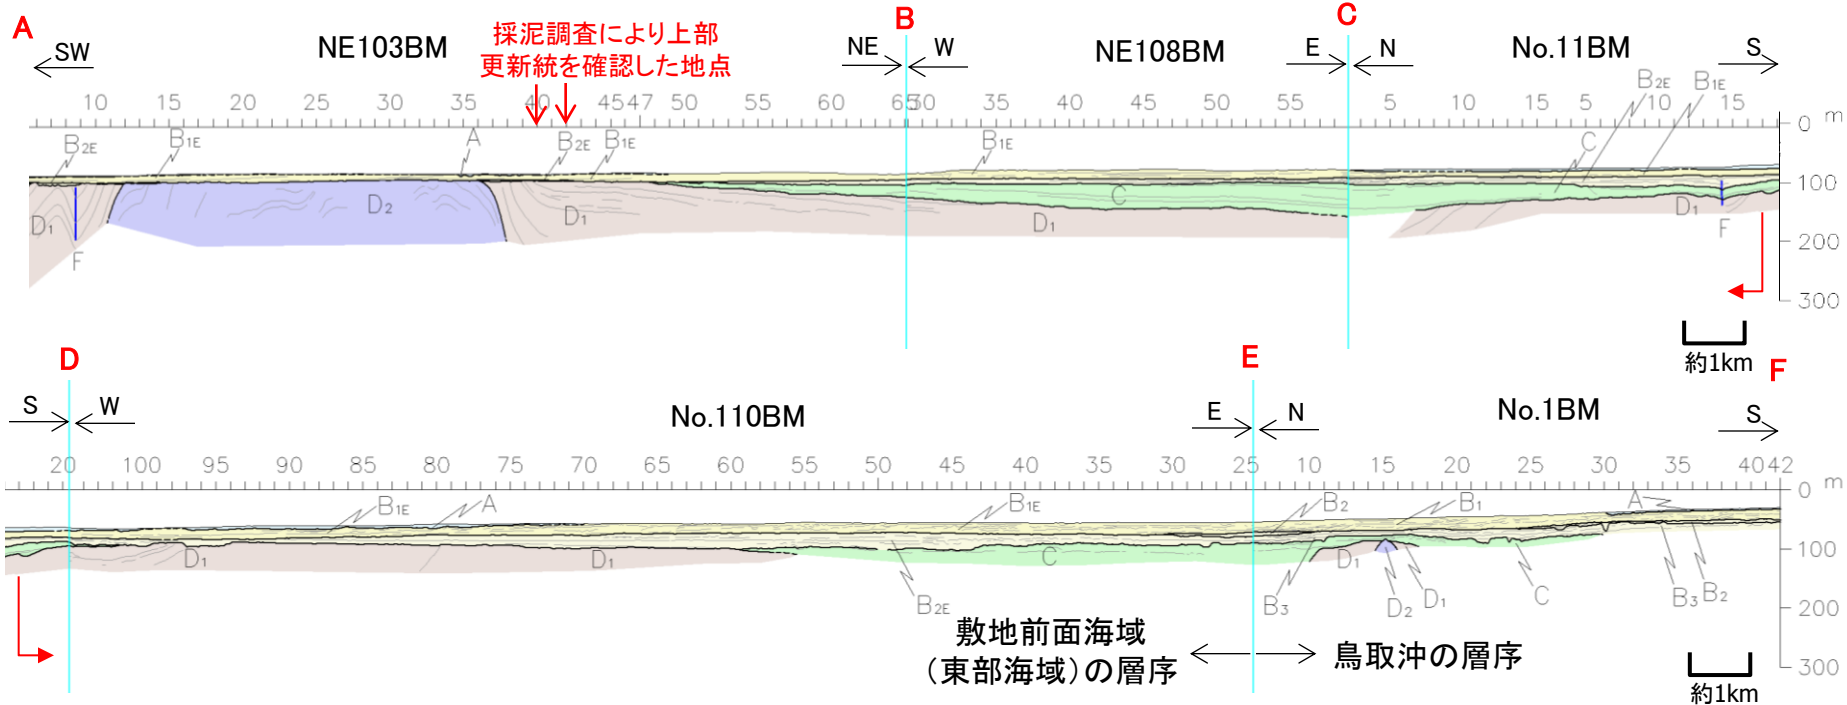 A
B
C
SW
NE103BM
採泥調査により上部
更新統を確認した地点
NE
W
NE108BM
E
N
No.11BM
S
10 15 20 25 30 35 40 45 47 50 55 60 65 30 35 40 45 50 55 5 10 15 5 10 15
0 m
100
200
300
B2E
B1E
A
B2E
B1E
B1E
C
B2E
B1E
D1
F
D2
D1
C
D1
D1
F
約1km
D
E
F
S
W
No.110BM
E
N
No.1BM
S
20 100 95 90 85 80 75 70 65 60 55 50 45 40 35 30 25 10 15 20 25 30 35 40 42
0 m
100
200
300
B1E
A
B1E
B2
B1
A
D1
D1
C
B2E
B3
D1
D2
D1
C
B3
B2
敷地前面海域
（東部海域）の層序
鳥取沖の層序
約1km